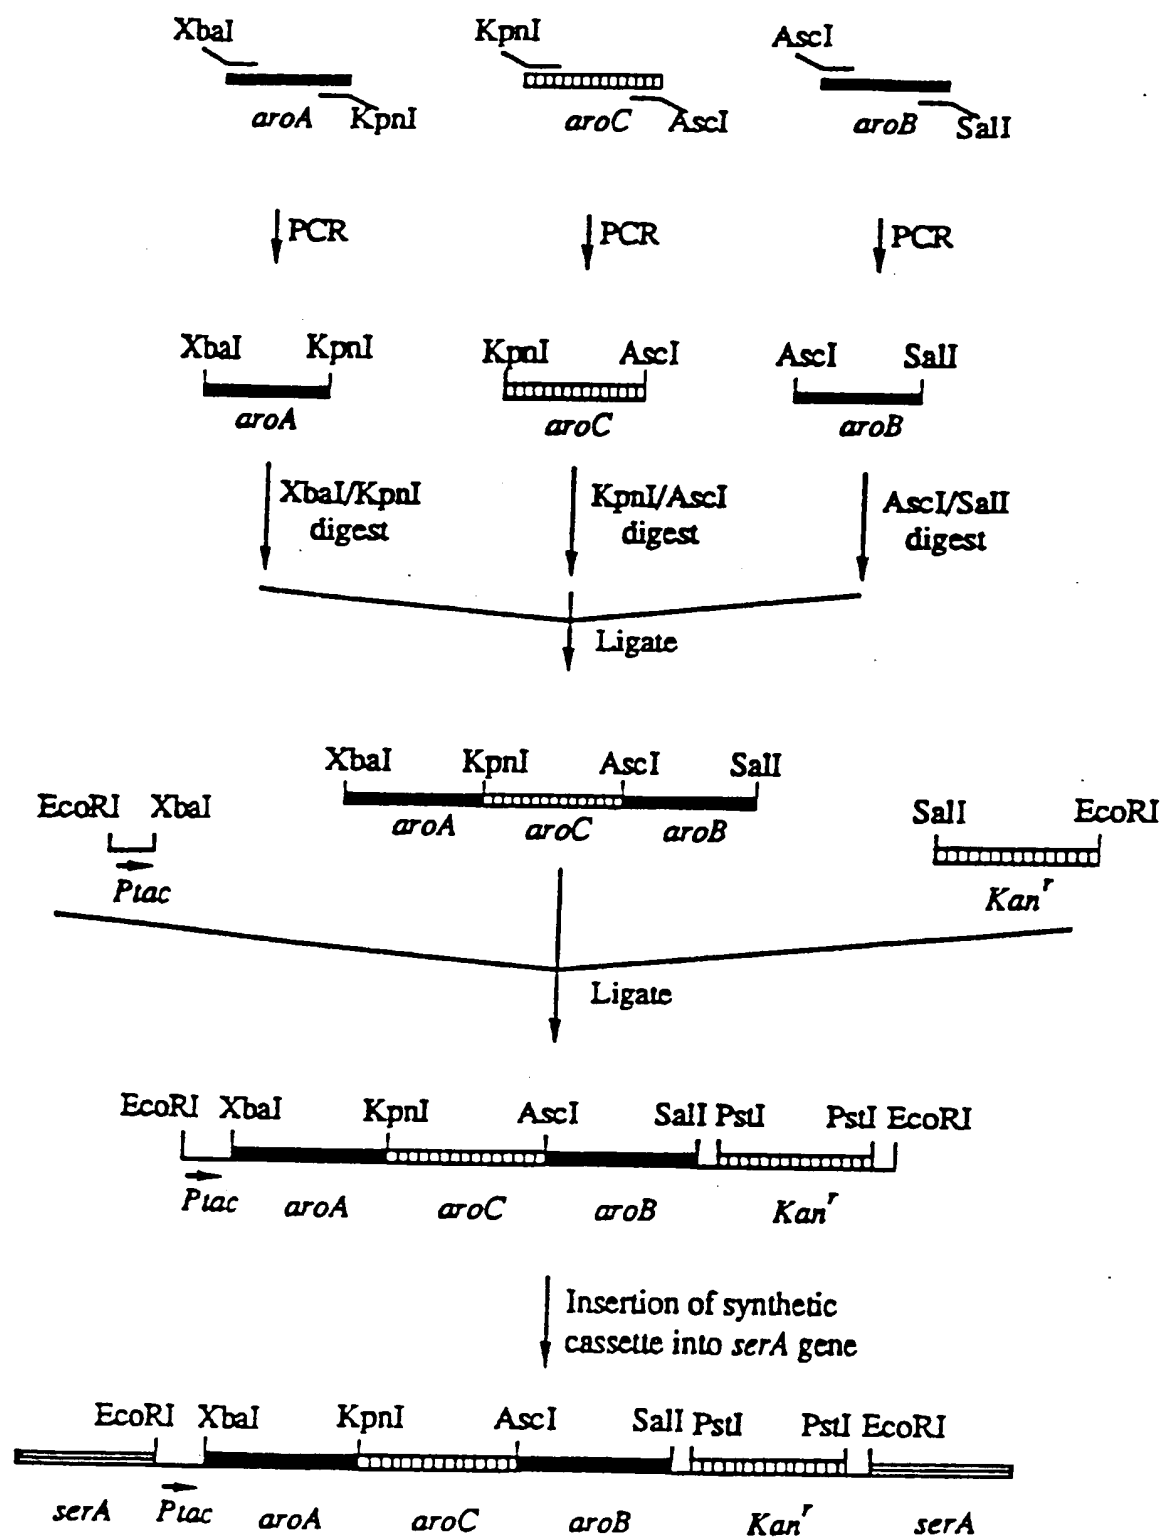 XbaI KpnI AscI
aroA KpnI aroC AscI aroB SalI
PCR PCR PCR
XbaI KpnI KpnI AscI AscI SalI
aroA aroC aroB
XbaI/KpnI KpnI/AscI AscI/SalI
digest digest digest
Ligate
XbaI KpnI AscI SalI
EcoRI XbaI SalI EcoRI
aroA aroC aroB
Ptac Kan^r
Ligate
EcoRI XbaI KpnI AscI SalI PstI PstI EcoRI
Ptac aroA aroC aroB Kan^r
Insertion of synthetic
cassette into serA gene
EcoRI XbaI KpnI AscI SalI PstI PstI EcoRI
serA Ptac aroA aroC aroB Kan^r serA